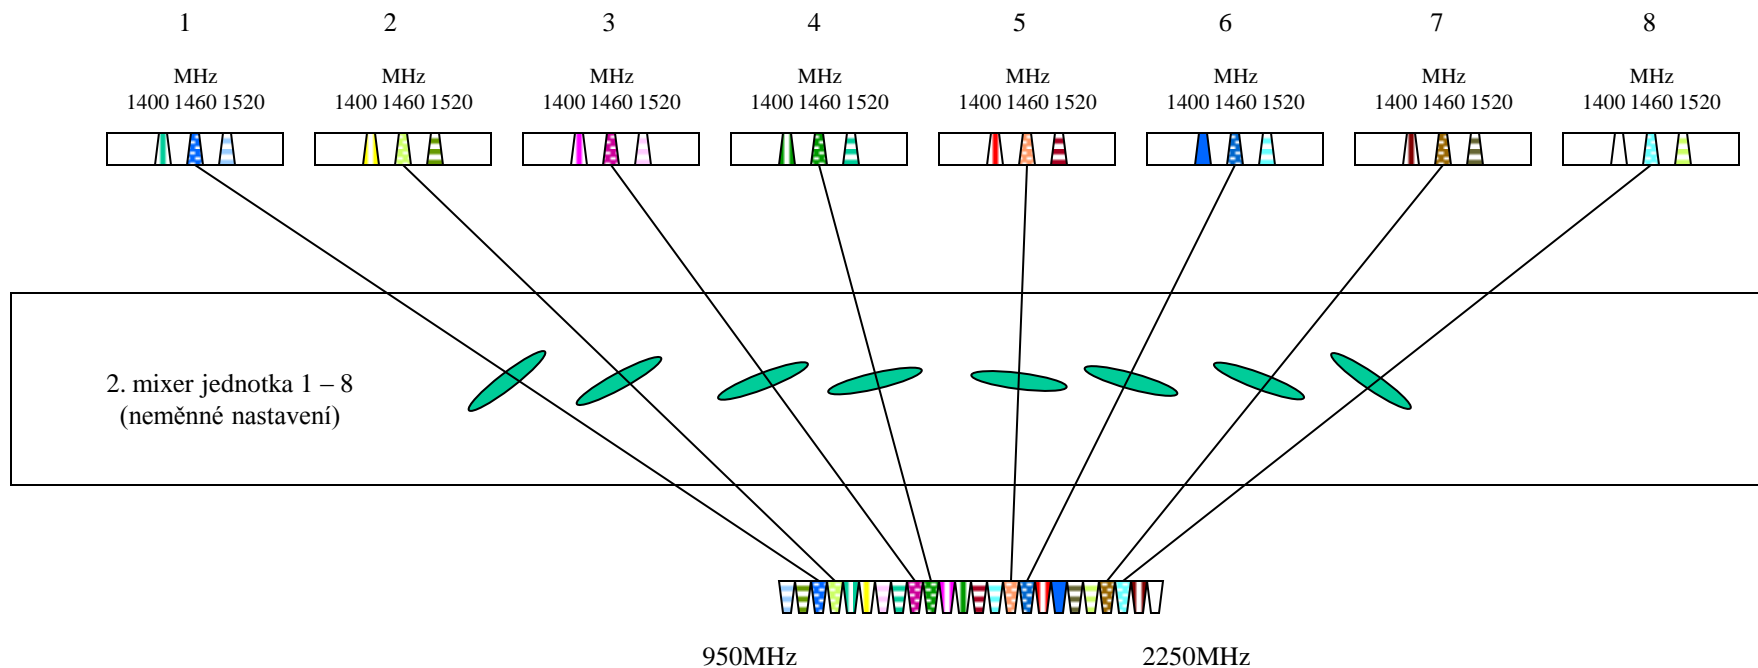 1 2 3 4 5 6 7 8
MHz MHz MHz MHz MHz MHz MHz MHz
1400 1460 1520 1400 1460 1520 1400 1460 1520 1400 1460 1520 1400 1460 1520 1400 1460 1520 1400 1460 1520 1400 1460 1520
2. mixer jednotka 1 – 8
(neměnné nastavení)
950MHz 2250MHz